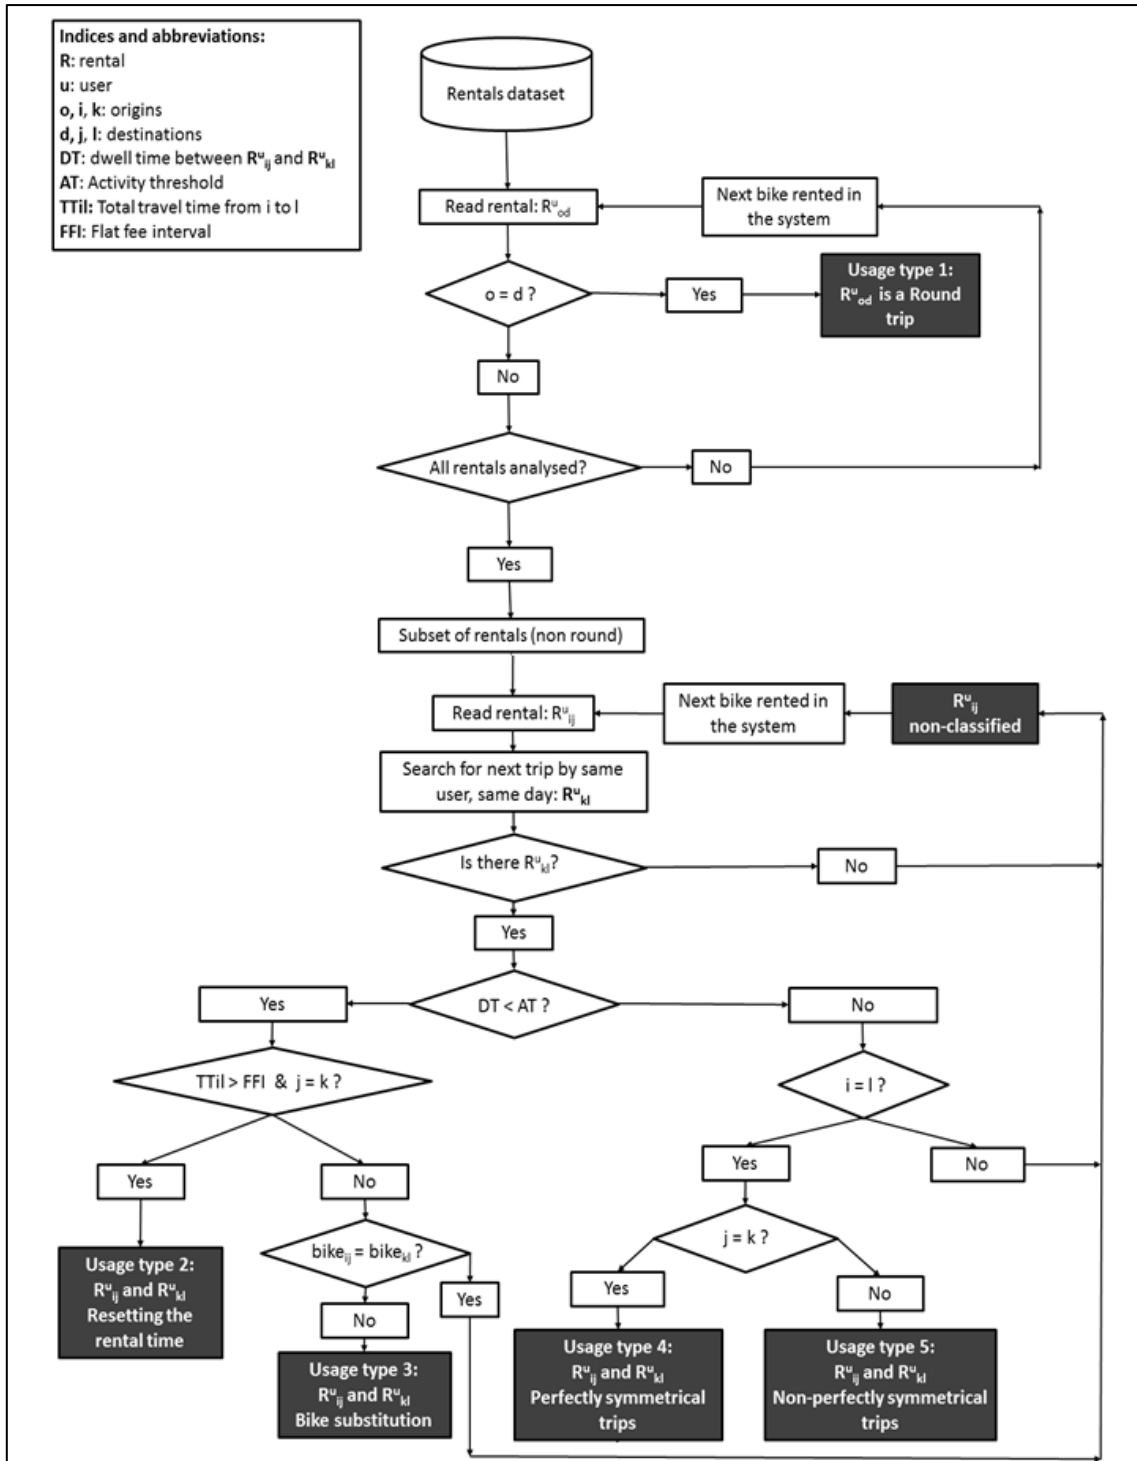 Indices and abbreviations:
R: rental
u: user
o, i, k: origins
d, j, l: destinations
DT: dwell time between Rᵘij and Rᵘkl
AT: Activity threshold
TTil: Total travel time from i to l
FFI: Flat fee interval
Rentals dataset
Read rental: Rᵘod
Next bike rented in
the system
o = d ?
Yes
Usage type 1:
Rᵘod is a Round
trip
No
All rentals analysed?
No
Yes
Subset of rentals (non round)
Read rental: Rᵘij
Next bike rented in
the system
Rᵘij
non-classified
Search for next trip by same
user, same day: Rᵘkl
Is there Rᵘkl?
No
Yes
DT < AT ?
Yes
No
TTil > FFI & j = k ?
i = l ?
Yes
No
Yes
No
bikeij = bikekl ?
j = k ?
Yes
No
Yes
No
Usage type 2:
Rᵘij and Rᵘkl
Resetting the
rental time
Usage type 3:
Rᵘij and Rᵘkl
Bike substitution
Usage type 4:
Rᵘij and Rᵘkl
Perfectly symmetrical
trips
Usage type 5:
Rᵘij and Rᵘkl
Non-perfectly symmetrical
trips